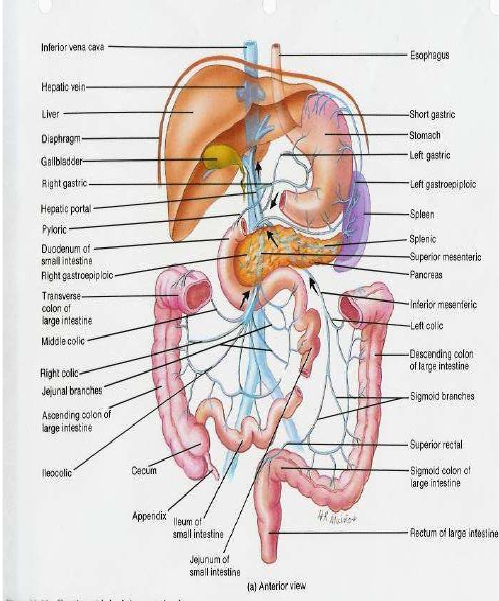 Inferior vena cava
Hepatic vein
Liver
Diaphragm
Gallbladder
Right gastric
Hepatic portal
Pyloric
Duodenum of
small intestine
Right gastroepiploic
Transverse
colon of
large intestine
Middle colic
Right colic
Jejunal branches
Ascending colon of
large intestine
Ileocolic
Cecum
Appendix
Ileum of
small intestine
Jejunum of
small intestine
Esophagus
Short gastric
Stomach
Left gastric
Left gastroepiploic
Spleen
Splenic
Superior mesenteric
Pancreas
Inferior mesenteric
Left colic
Descending colon
of large intestine
Sigmoid branches
Superior rectal
Sigmoid colon of
large intestine
Rectum of large intestine
(a) Anterior view